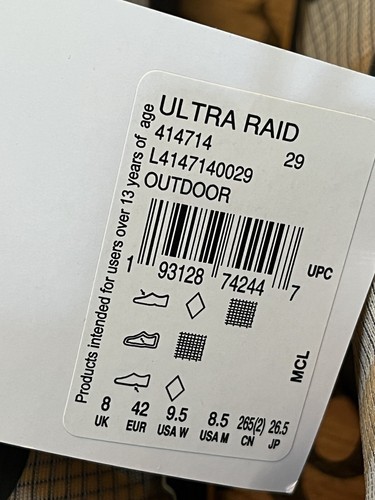 Products intended for users over 13 years of age
ULTRA RAID
414714 29
L4147140029
OUTDOOR
1 93128 74244 7 UPC
MCL
8 42 9.5 8.5 265(2) 26.5
UK EUR USA W USA M CN JP